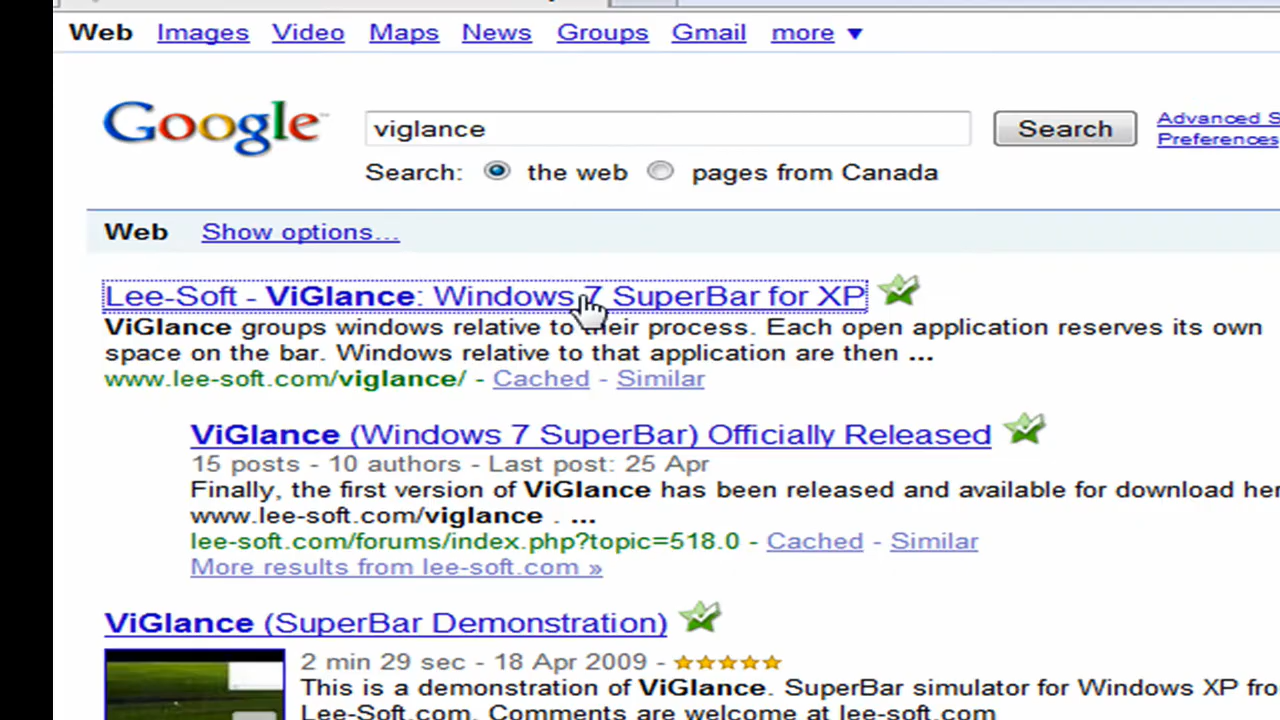 Web Images Video Maps News Groups Gmail more ▼
Google viglance Search Advanced S
Preferences
Search: the web pages from Canada
Web Show options...
Lee-Soft - ViGlance: Windows 7 SuperBar for XP
ViGlance groups windows relative to their process. Each open application reserves its own
space on the bar. Windows relative to that application are then ...
www.lee-soft.com/viglance/ - Cached - Similar
ViGlance (Windows 7 SuperBar) Officially Released
15 posts - 10 authors - Last post: 25 Apr
Finally, the first version of ViGlance has been released and available for download her
www.lee-soft.com/viglance . ...
lee-soft.com/forums/index.php?topic=518.0 - Cached - Similar
More results from lee-soft.com »
ViGlance (SuperBar Demonstration)
2 min 29 sec - 18 Apr 2009 -
This is a demonstration of ViGlance. SuperBar simulator for Windows XP fro
Lee-Soft.com. Comments are welcome at lee-soft.com